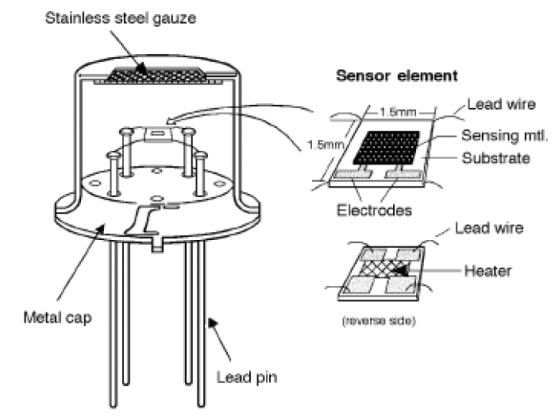 Stainless steel gauze
Sensor element
1.5mm
Lead wire
1.5mm
Sensing mtl.
Substrate
Electrodes
Lead wire
Heater
Metal cap
(reverse side)
Lead pin